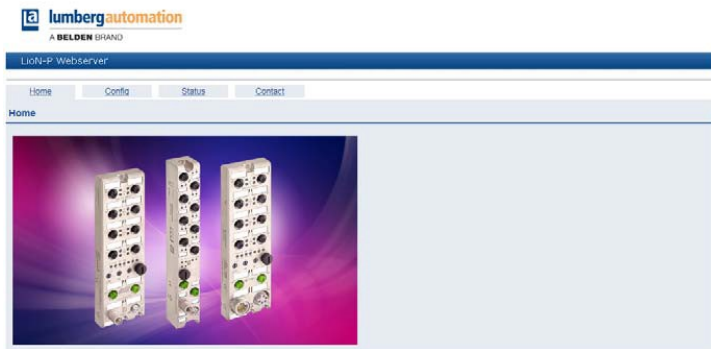 lumbergautomation
A BELDEN BRAND
LioN-P Webserver
Home Config Status Contact
Home